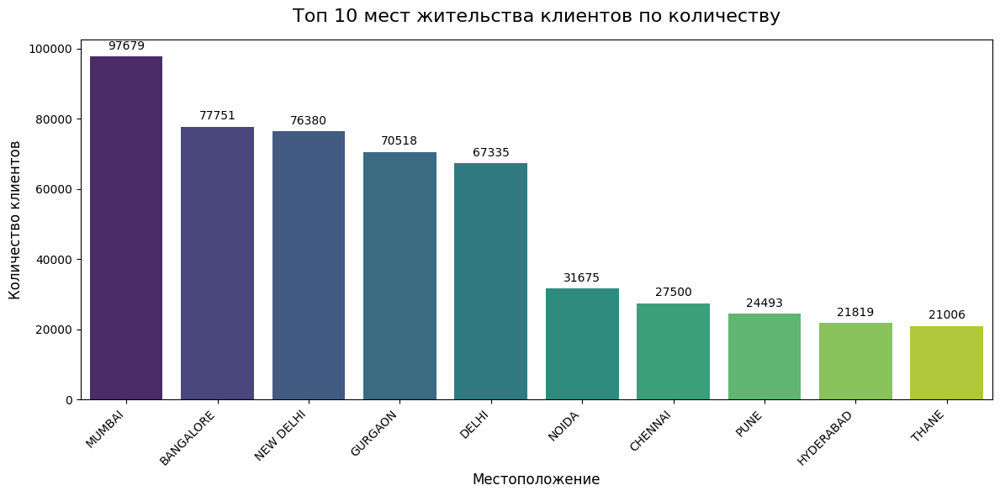 Топ 10 мест жительства клиентов по количеству
Количество клиентов
100000
80000
60000
40000
20000
0
97679
77751
76380
70518
67335
31675
27500
24493
21819
21006
MUMBAI
BANGALORE
NEW DELHI
GURGAON
DELHI
NOIDA
CHENNAI
PUNE
HYDERABAD
THANE
Местоположение